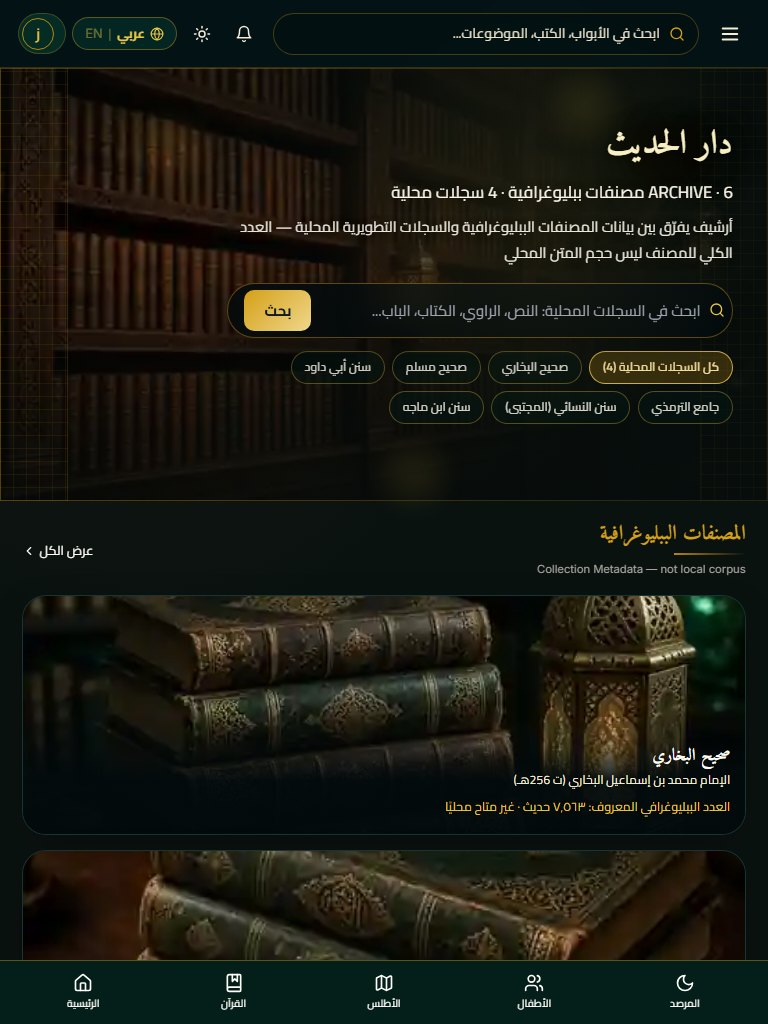 ابحث في الأبواب، الكتب، الموضوعات...
عربي | EN
j
دار الحديث
ARCHIVE · 6 مصنفات ببليوغرافية · 4 سجلات محلية
أرشيف يفرّق بين بيانات المصنفات الببليوغرافية والسجلات التطويرية المحلية — العدد
الكلي للمصنف ليس حجم المتن المحلي
ابحث في السجلات المحلية: النص، الراوي، الكتاب، الباب...
بحث
كل السجلات المحلية (4)
صحيح البخاري
صحيح مسلم
سنن أبي داود
جامع الترمذي
سنن النسائي (المجتبى)
سنن ابن ماجه
المصنفات الببليوغرافية
عرض الكل
Collection Metadata — not local corpus
صحيح البخاري
الإمام محمد بن إسماعيل البخاري (ت 256هـ)
العدد الببليوغرافي المعروف: ٧٬٥٦٣ حديث · غير متاح محليًا
المرصد
الأطفال
الأطلس
القرآن
الرئيسية